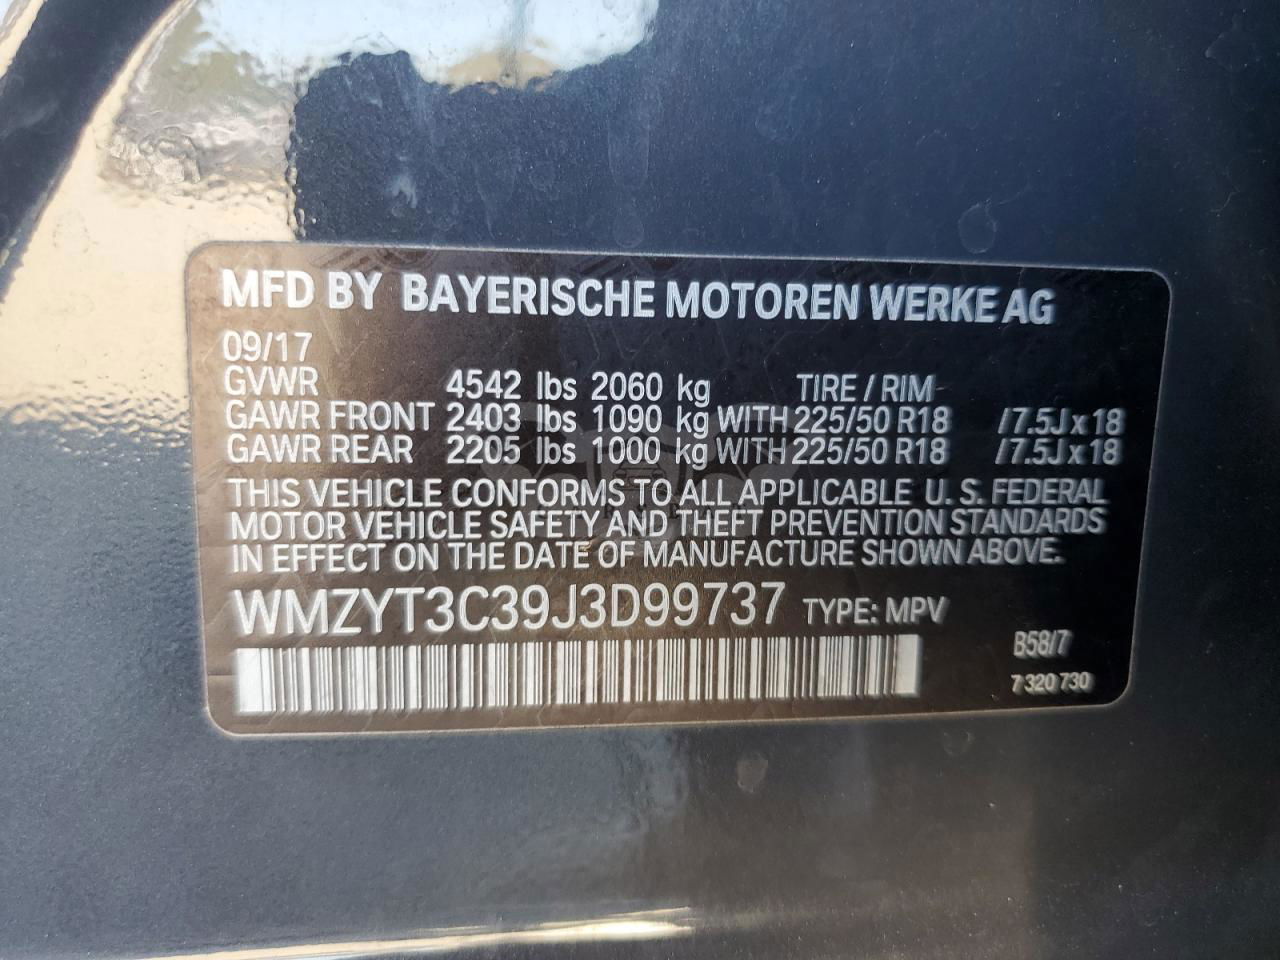 MFD BY BAYERISCHE MOTOREN WERKE AG
09/17
GVWR 4542 lbs 2060 kg TIRE / RIM
GAWR FRONT 2403 lbs 1090 kg WITH 225/50 R18 /7.5J x 18
GAWR REAR 2205 lbs 1000 kg WITH 225/50 R18 /7.5J x 18
THIS VEHICLE CONFORMS TO ALL APPLICABLE U. S. FEDERAL
MOTOR VEHICLE SAFETY AND THEFT PREVENTION STANDARDS
IN EFFECT ON THE DATE OF MANUFACTURE SHOWN ABOVE.
WMZYT3C39J3D99737 TYPE: MPV
B58/7
7 320 730